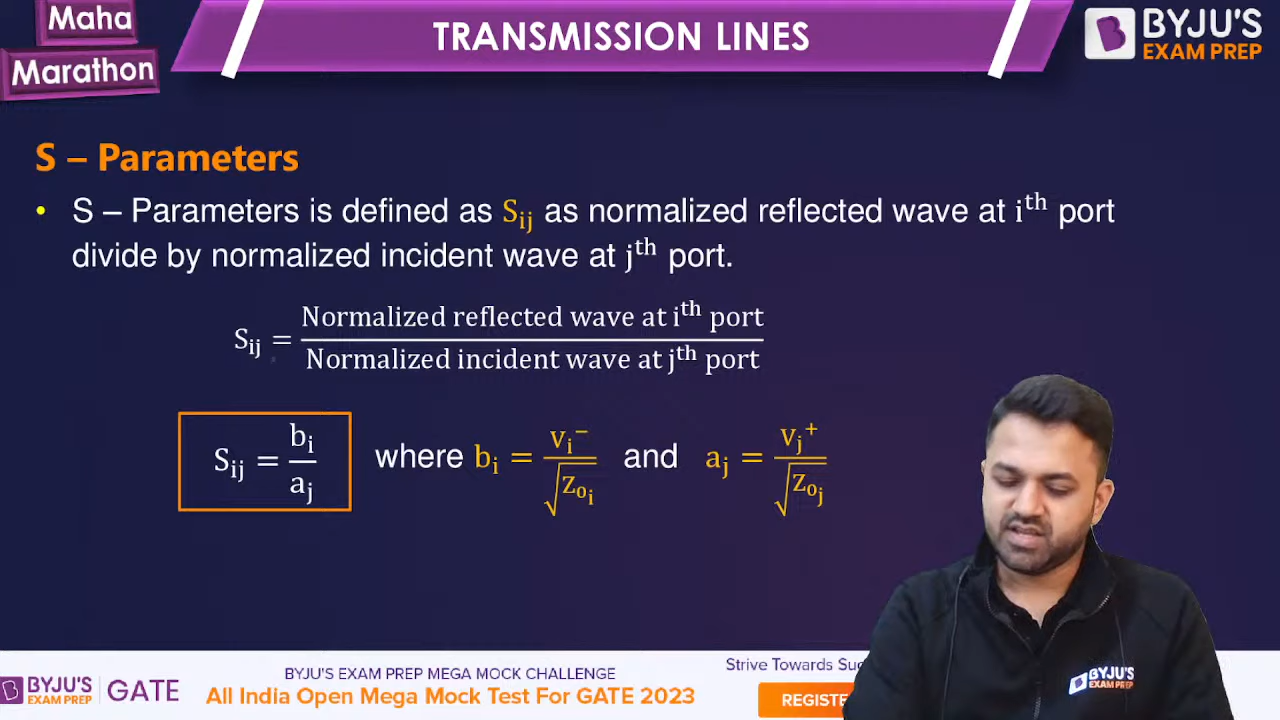 Maha
Marathon
TRANSMISSION LINES
BYJU'S
EXAM PREP
S – Parameters
• S – Parameters is defined as Sᵢⱼ as normalized reflected wave at iᵗʰ port
divide by normalized incident wave at jᵗʰ port.
Sᵢⱼ = Normalized reflected wave at iᵗʰ port / Normalized incident wave at jᵗʰ port
Sᵢⱼ = bᵢ/aⱼ where bᵢ = Vᵢ⁻/√Z₀ᵢ and aⱼ = Vⱼ⁺/√Z₀ⱼ
BYJU'S
EXAM PREP
BYJU'S
EXAM PREP
GATE
BYJU'S EXAM PREP MEGA MOCK CHALLENGE
All India Open Mega Mock Test For GATE 2023
Strive Towards